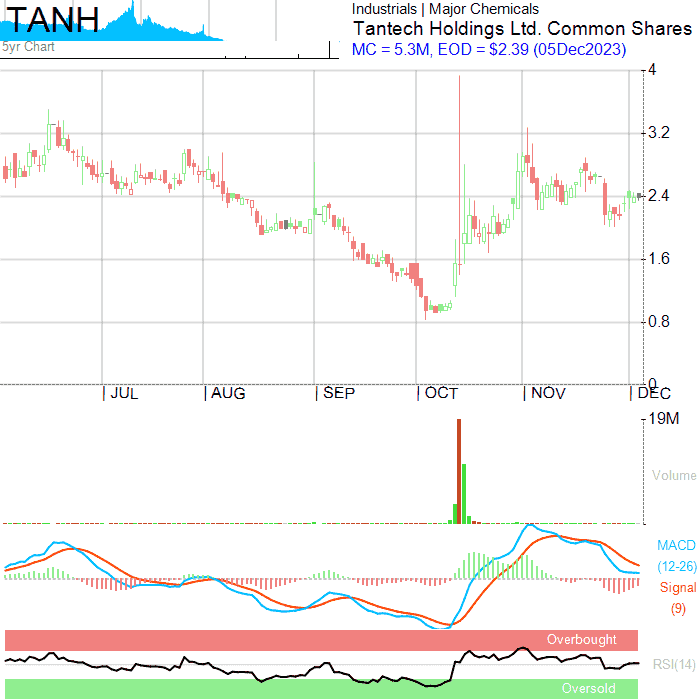 TANH
5yr Chart
Industrials | Major Chemicals
Tantech Holdings Ltd. Common Shares
MC = 5.3M, EOD = $2.39 (05Dec2023)
4
3.2
2.4
1.6
0.8
0
JUL AUG SEP OCT NOV DEC
19M
Volume
MACD
(12-26)
Signal
(9)
Overbought
RSI(14)
Oversold